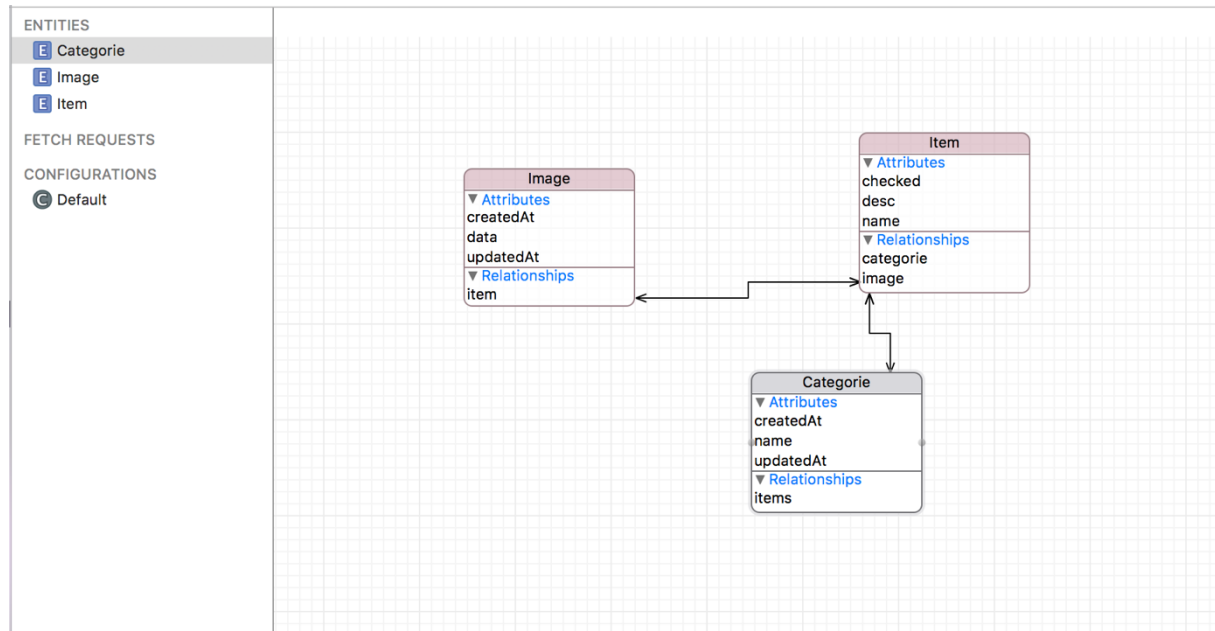 ENTITIES
E Categorie
E Image
E Item
FETCH REQUESTS
CONFIGURATIONS
C Default
Image
Attributes
createdAt
data
updatedAt
Relationships
item
Item
Attributes
checked
desc
name
Relationships
categorie
image
Categorie
Attributes
createdAt
name
updatedAt
Relationships
items